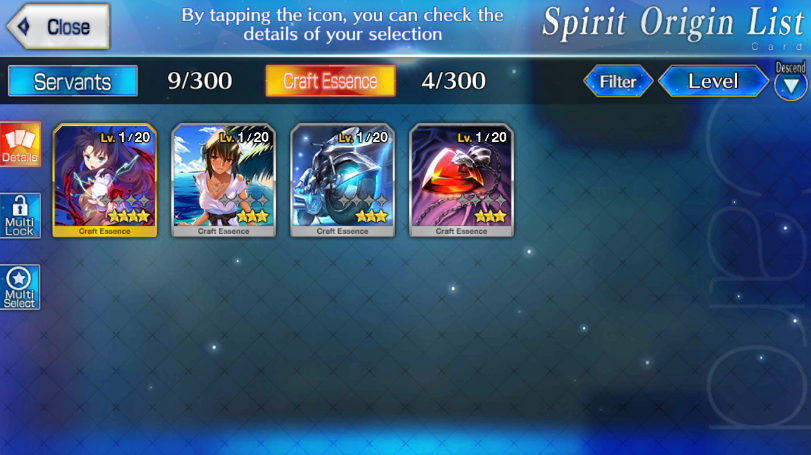 Close
By tapping the icon, you can check the
details of your selection
Spirit Origin List
Card
Servants
9/300
Craft Essence
4/300
Filter
Level
Descend
Details
Multi
Lock
Multi
Select
Lv. 1/20
Craft Essence
Lv. 1/20
Craft Essence
Lv. 1/20
Craft Essence
Lv. 1/20
Craft Essence